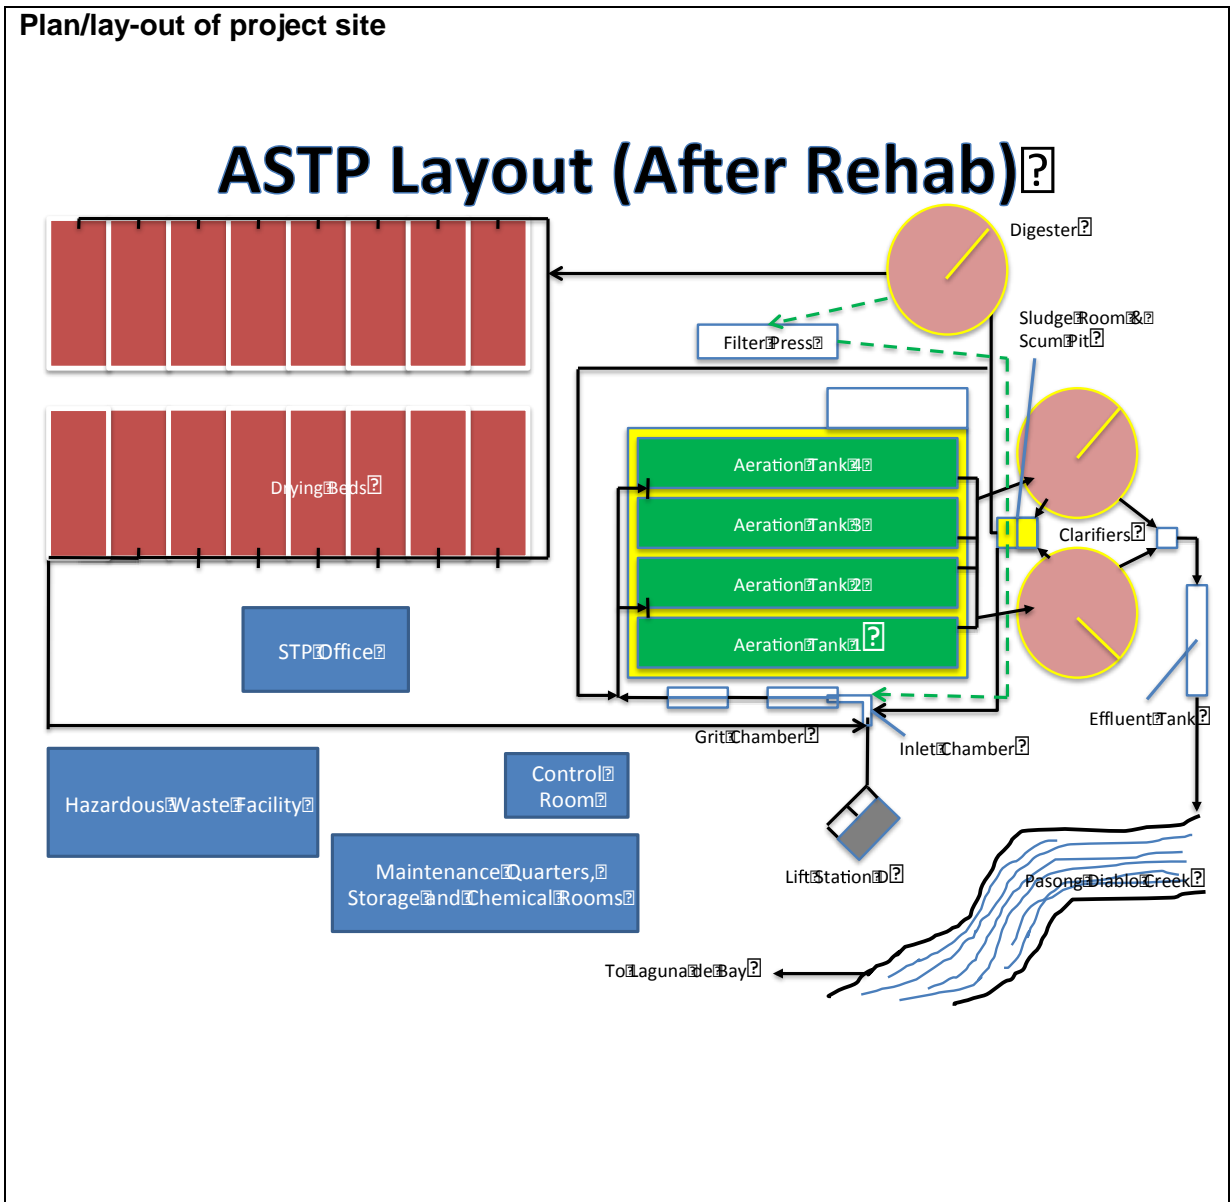 Plan/lay-out of project site
ASTP Layout (After Rehab)
Digester
Sludge Room &
Scum Pit
Filter Press
Aeration Tank 4
Drying Beds
Aeration Tank 3
Clarifiers
Aeration Tank 2
Aeration Tank 1
STP Office
Effluent Tank
Grit Chamber
Inlet Chamber
Control
Room
Hazardous Waste Facility
Maintenance Quarters,
Storage and Chemical Rooms
Lift Station D
Pasong Diablo Creek
To Laguna de Bay